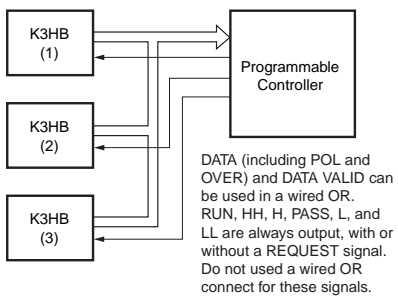 K3HB
(1)
K3HB
(2)
K3HB
(3)
Programmable
Controller
DATA (including POL and
OVER) and DATA VALID can
be used in a wired OR.
RUN, HH, H, PASS, L, and
LL are always output, with or
without a REQUEST signal.
Do not used a wired OR
connect for these signals.